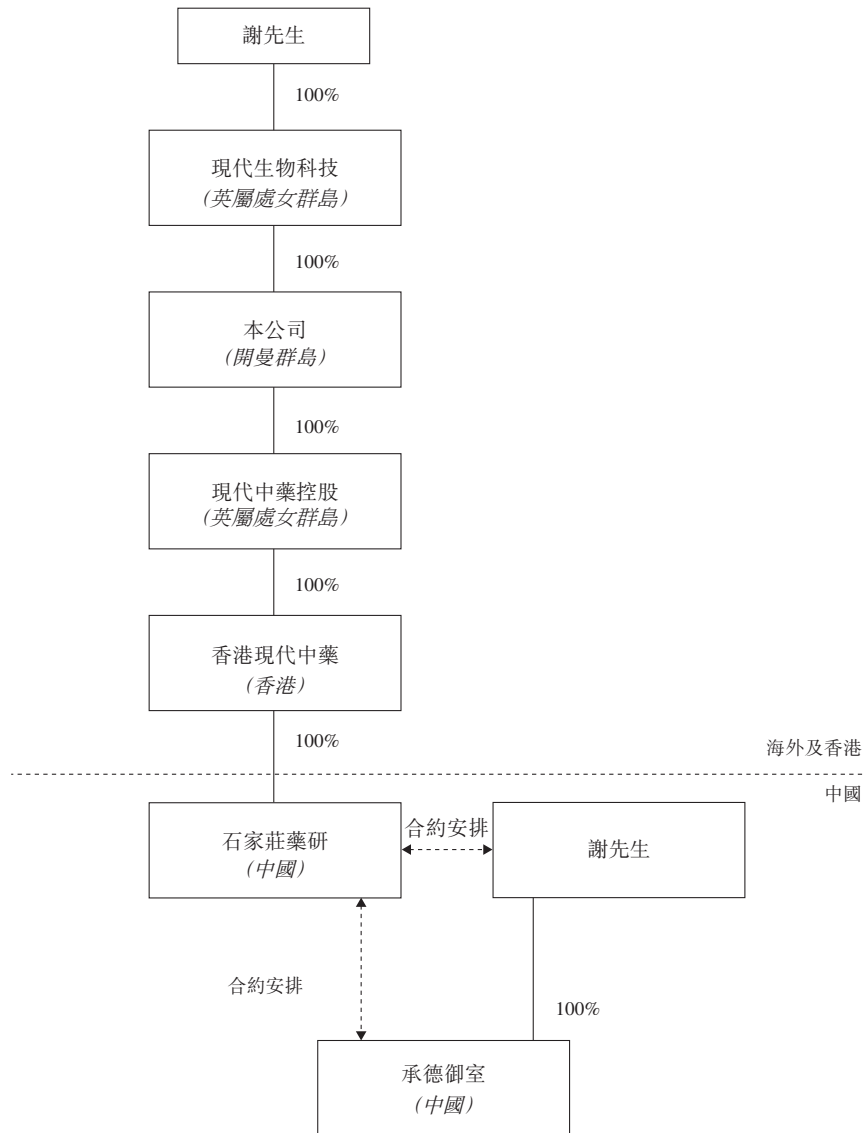 謝先生
100%
現代生物科技
(英屬處女群島)
100%
本公司
(開曼群島)
100%
現代中藥控股
(英屬處女群島)
100%
香港現代中藥
(香港)
100%
海外及香港
中國
石家莊藥研
(中國)
合約安排
謝先生
合約安排
100%
承德御室
(中國)